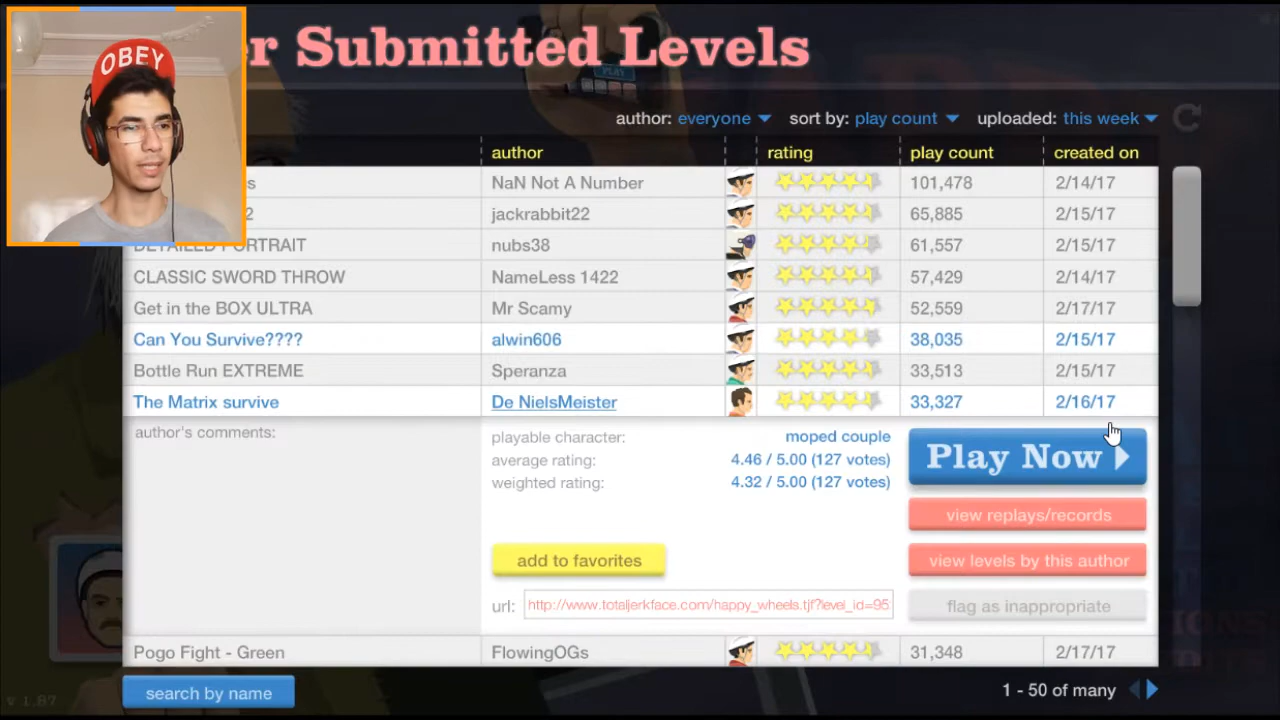 OBEY
er Submitted Levels
author: everyone sort by: play count uploaded: this week
author rating play count created on
s NaN Not A Number 101,478 2/14/17
2 jackrabbit22 65,885 2/15/17
DETAILED PORTRAIT nubs38 61,557 2/15/17
CLASSIC SWORD THROW NameLess 1422 57,429 2/14/17
Get in the BOX ULTRA Mr Scamy 52,559 2/17/17
Can You Survive???? alwin606 38,035 2/15/17
Bottle Run EXTREME Speranza 33,513 2/15/17
The Matrix survive De NielsMeister 33,327 2/16/17
author's comments:
playable character: moped couple
average rating: 4.46 / 5.00 (127 votes)
weighted rating: 4.32 / 5.00 (127 votes)
Play Now
view replays/records
add to favorites
view levels by this author
url: http://www.totaljerkface.com/happy_wheels.tjf?level_id=95
flag as inappropriate
Pogo Fight - Green FlowingOGs 31,348 2/17/17
search by name
1 - 50 of many
v 1.87